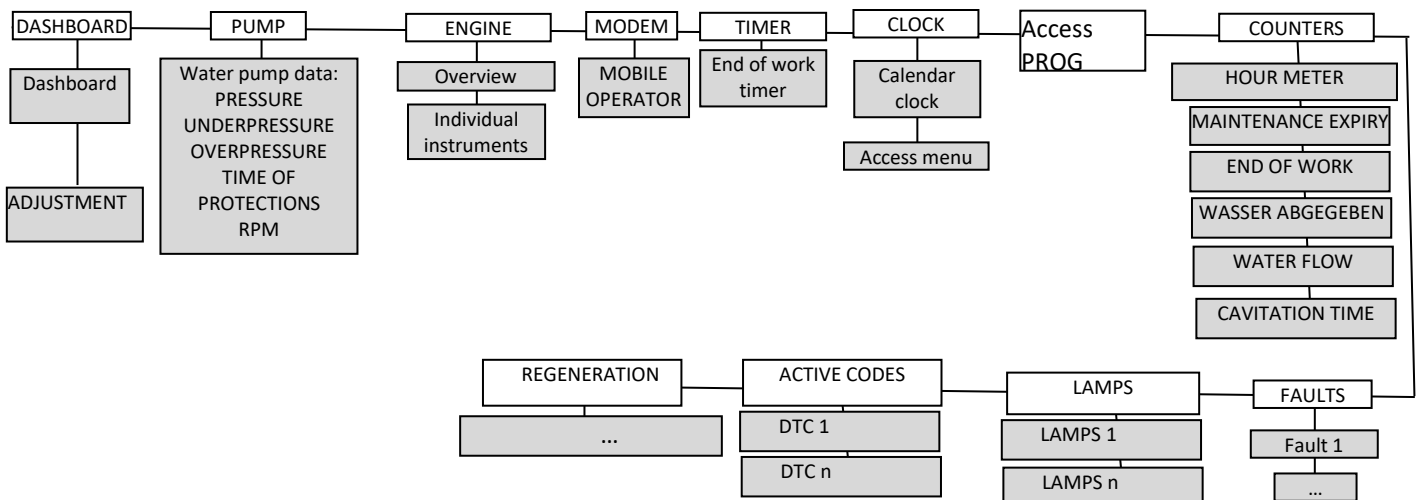 DASHBOARD
PUMP
ENGINE
MODEM
TIMER
CLOCK
Access
PROG
COUNTERS
Dashboard
ADJUSTMENT
Water pump data:
PRESSURE
UNDERPRESSURE
OVERPRESSURE
TIME OF
PROTECTIONS
RPM
Overview
Individual
instruments
MOBILE
OPERATOR
End of work
timer
Calendar
clock
Access menu
HOUR METER
MAINTENANCE EXPIRY
END OF WORK
WASSER ABGEGEBEN
WATER FLOW
CAVITATION TIME
REGENERATION
...
ACTIVE CODES
DTC 1
DTC n
LAMPS
LAMPS 1
LAMPS n
FAULTS
Fault 1
...